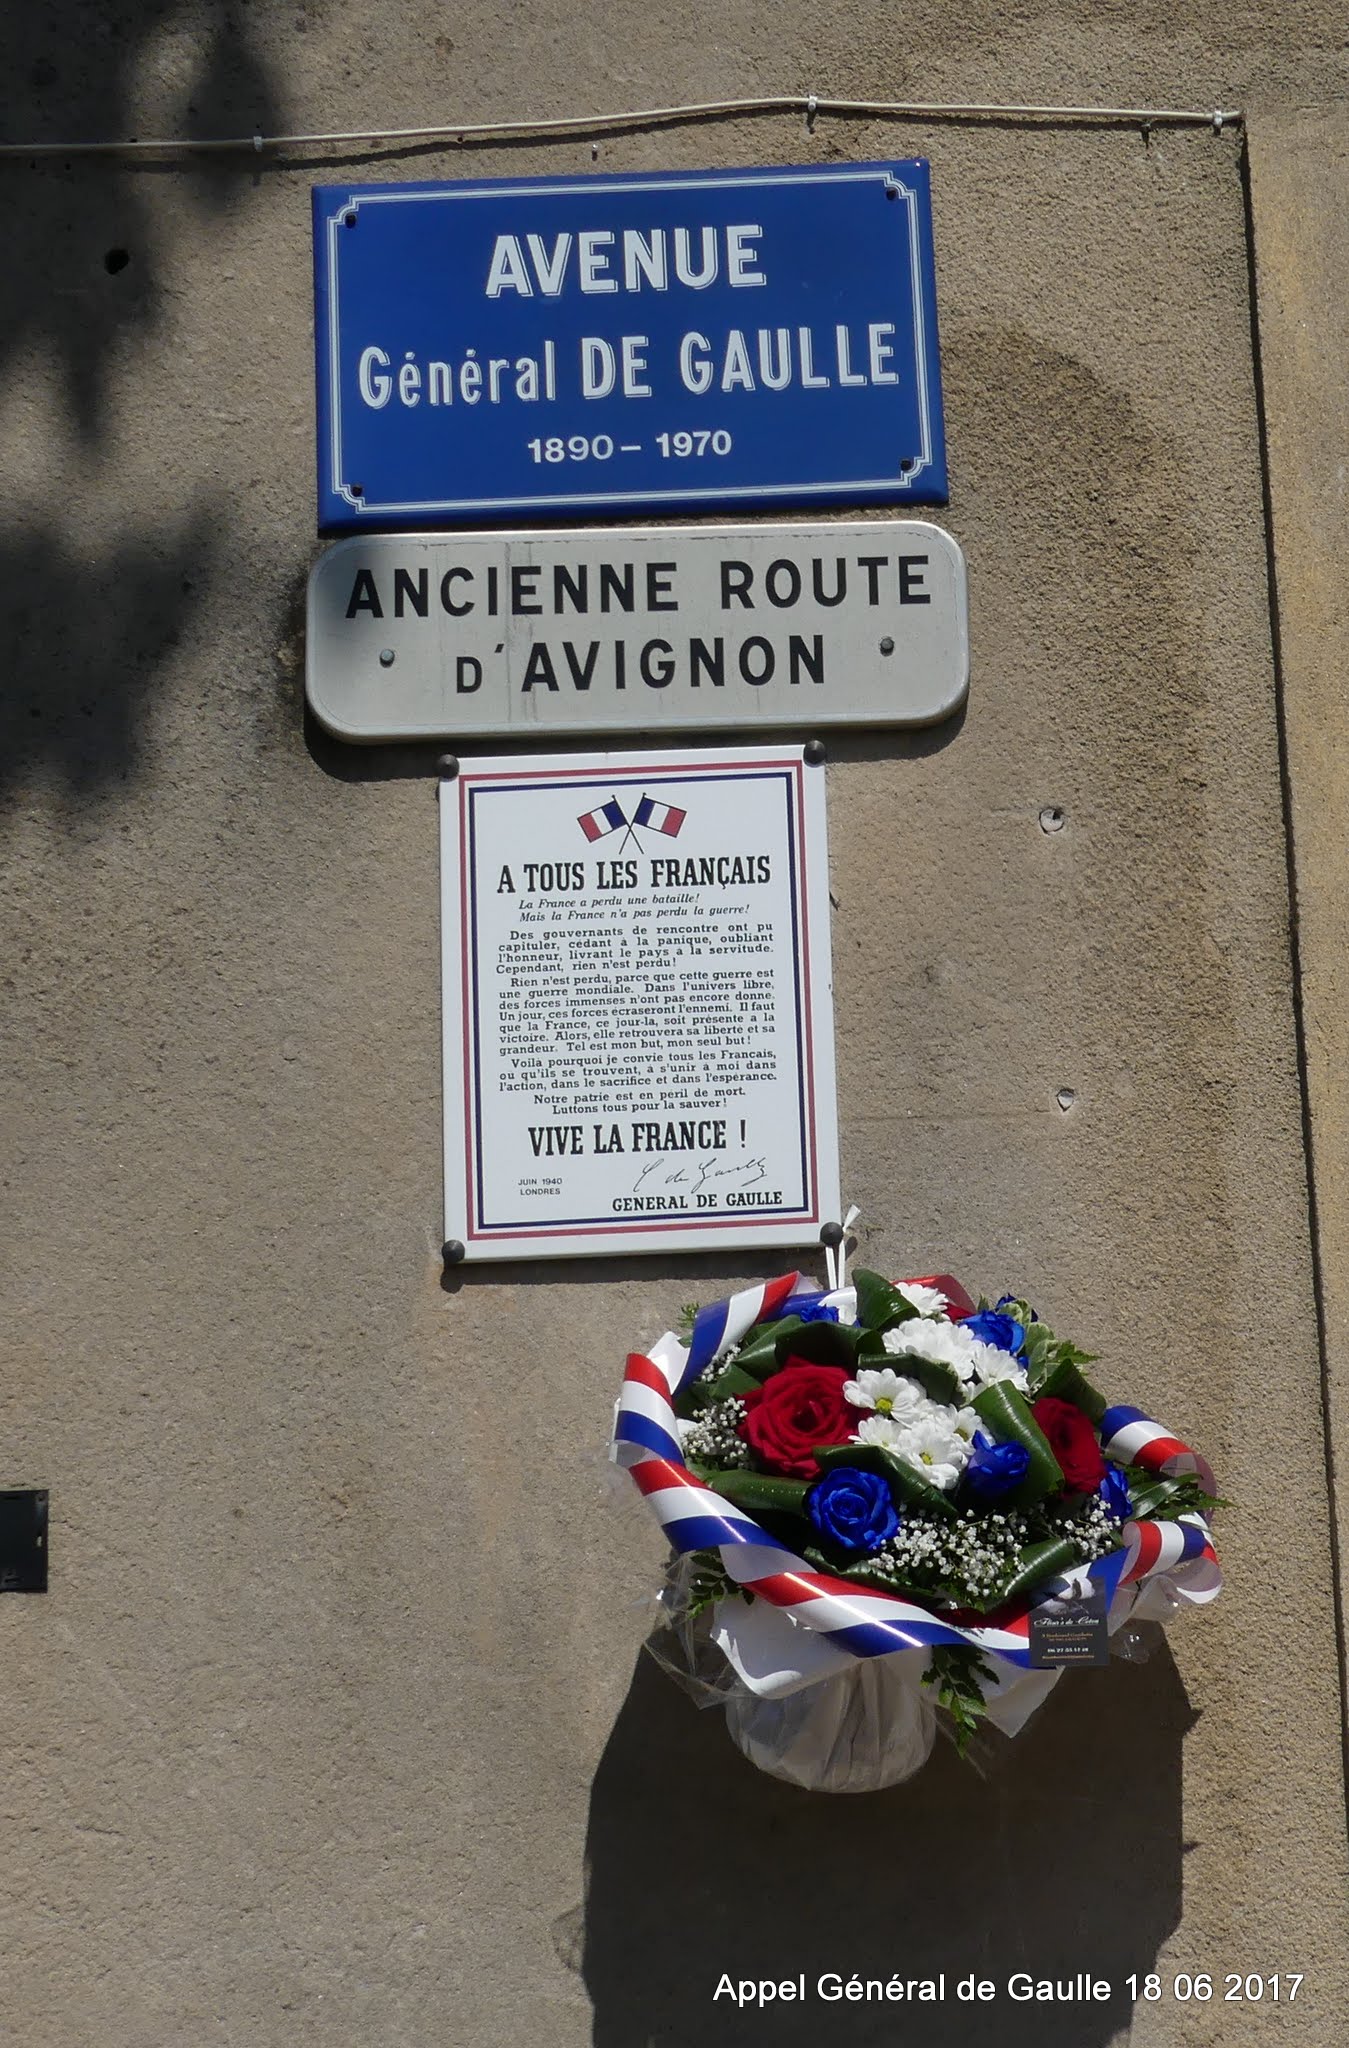 AVENUE
Général DE GAULLE
1890 – 1970
ANCIENNE ROUTE
D'AVIGNON
A TOUS LES FRANÇAIS
La France a perdu une bataille!
Mais la France n'a pas perdu la guerre!
Des gouvernants de rencontre ont pu
capituler, cédant à la panique, oubliant
l'honneur, livrant le pays à la servitude.
Cependant, rien n'est perdu!
Rien n'est perdu, parce que cette guerre est
une guerre mondiale. Dans l'univers libre,
des forces immenses n'ont pas encore donné.
Un jour, ces forces écraseront l'ennemi. Il faut
que la France, ce jour-là, soit présente à la
victoire. Alors, elle retrouvera sa liberté et sa
grandeur. Tel est mon but, mon seul but!
Voilà pourquoi je convie tous les Français,
où qu'ils se trouvent, à s'unir à moi dans
l'action, dans le sacrifice et dans l'espérance.
Notre patrie est en péril de mort.
Luttons tous pour la sauver!
VIVE LA FRANCE !
C de Gaulle
JUIN 1940
LONDRES
GENERAL DE GAULLE
Appel Général de Gaulle 18 06 2017